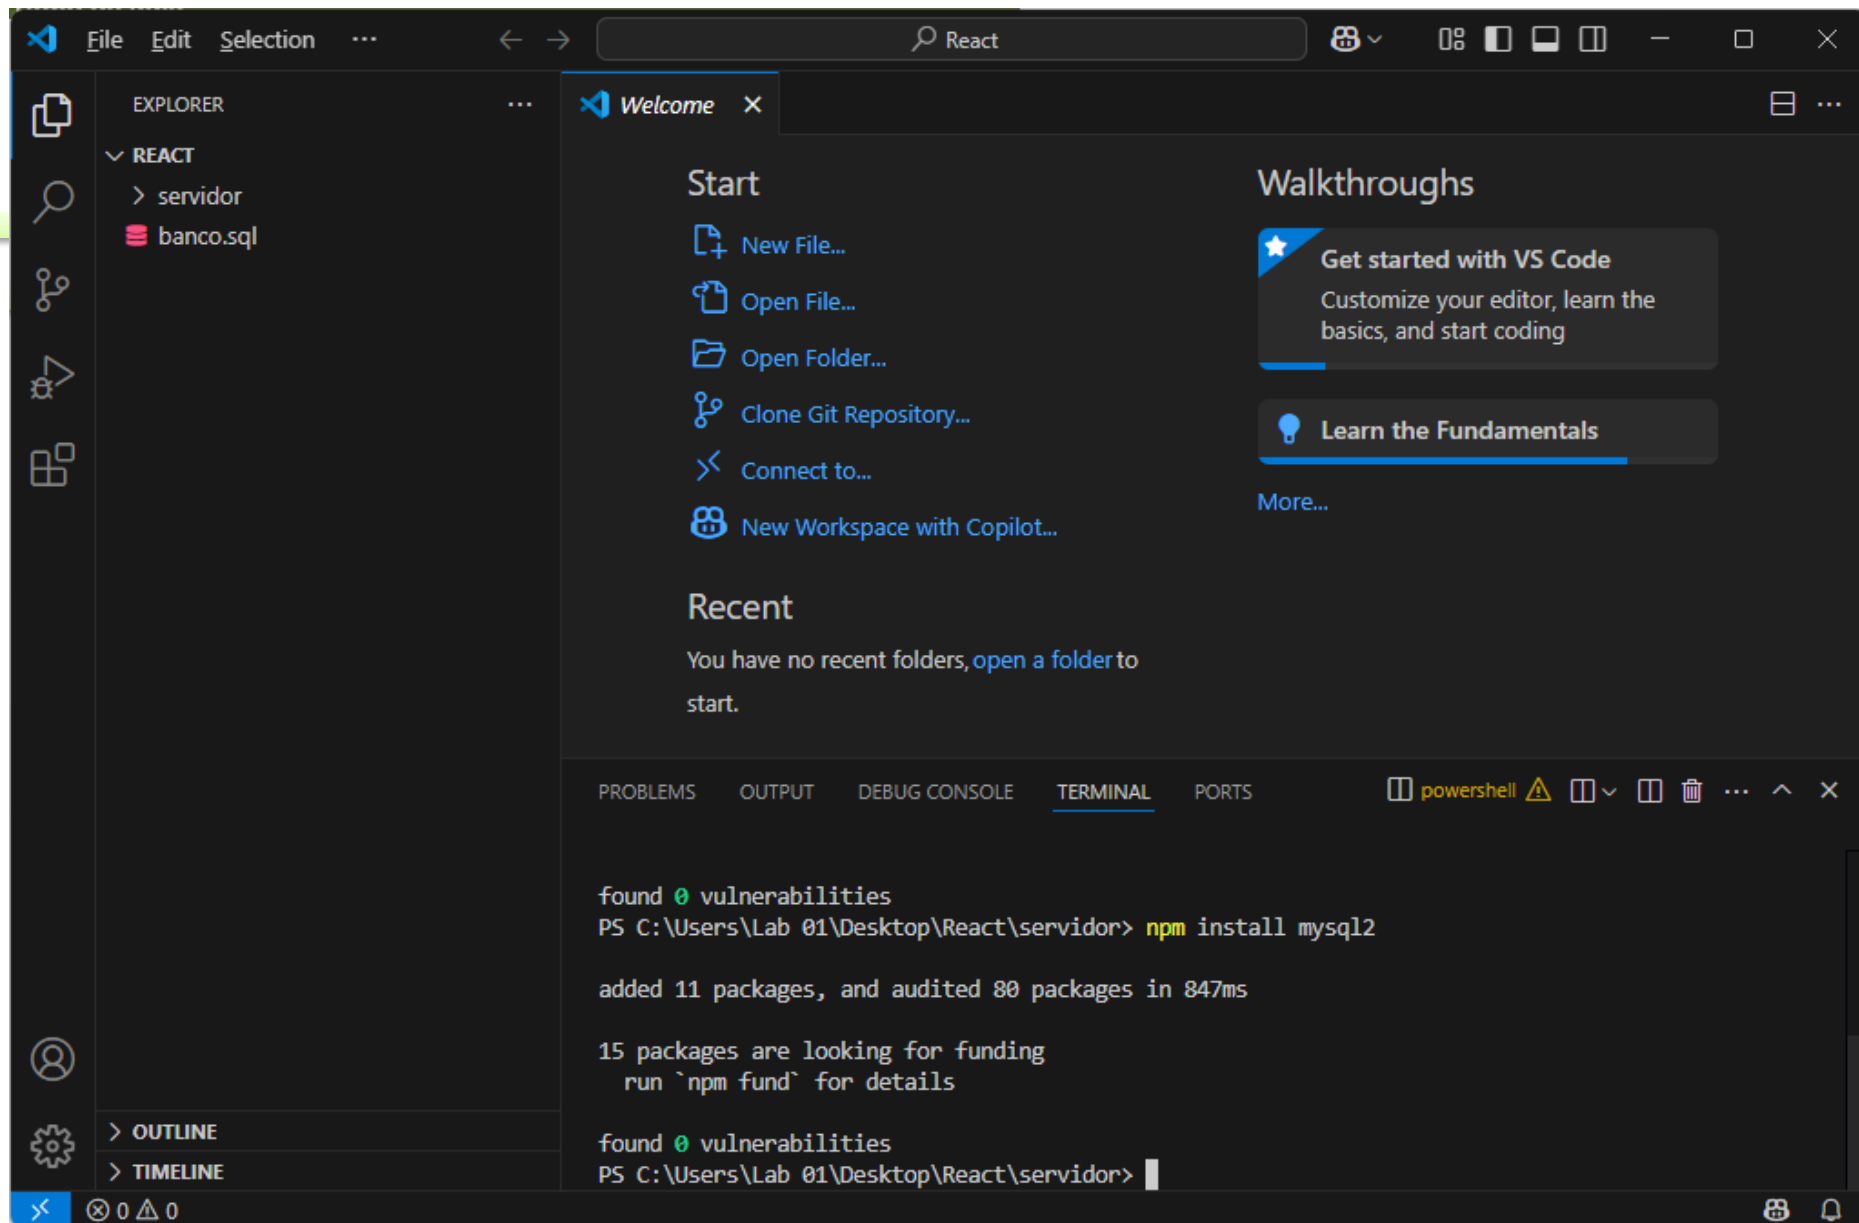 File Edit Selection ··· React
EXPLORER ···
REACT
servidor
banco.sql
OUTLINE
TIMELINE
Welcome
Start
New File...
Open File...
Open Folder...
Clone Git Repository...
Connect to...
New Workspace with Copilot...
Recent
You have no recent folders, open a folder to
start.
Walkthroughs
Get started with VS Code
Customize your editor, learn the
basics, and start coding
Learn the Fundamentals
More...
PROBLEMS OUTPUT DEBUG CONSOLE TERMINAL PORTS powershell
found 0 vulnerabilities
PS C:\Users\Lab 01\Desktop\React\servidor> npm install mysql2
added 11 packages, and audited 80 packages in 847ms
15 packages are looking for funding
run `npm fund` for details
found 0 vulnerabilities
PS C:\Users\Lab 01\Desktop\React\servidor>
0 0